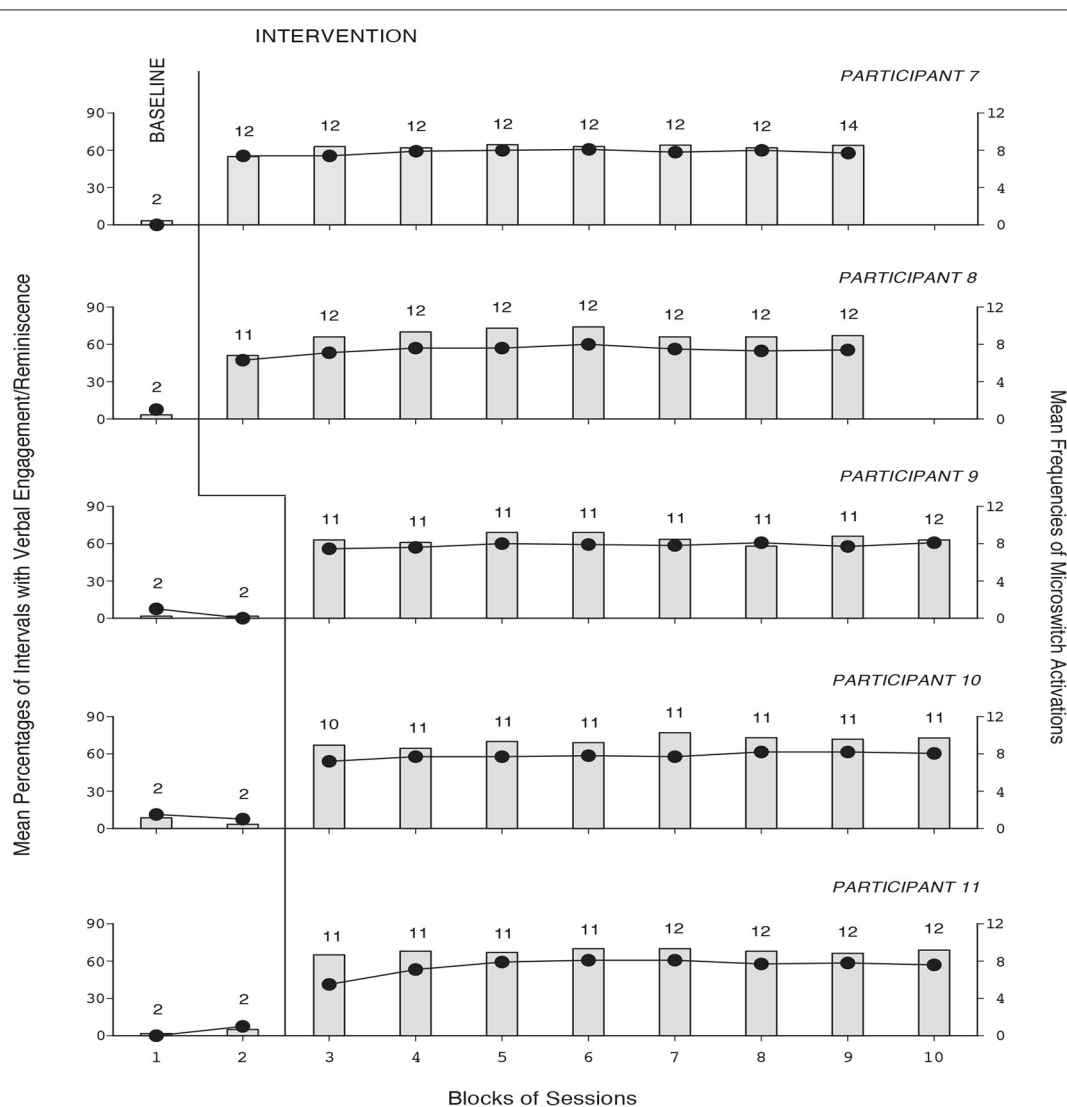 INTERVENTION
BASELINE
PARTICIPANT 7
90 12 12 12 12 12 12 12 14 12
60 8
30 2 4
0 0
PARTICIPANT 8
90 11 12 12 12 12 12 12 12 12
60 8
30 2 4
0 0
PARTICIPANT 9
90 11 11 11 11 11 11 11 12 12
60 8
30 2 2 4
0 0
PARTICIPANT 10
90 10 11 11 11 11 11 11 11 12
60 8
30 2 2 4
0 0
PARTICIPANT 11
90 11 11 11 11 12 12 12 12 12
60 8
30 2 2 4
0 0
1 2 3 4 5 6 7 8 9 10
Blocks of Sessions
Mean Percentages of Intervals with Verbal Engagement/Reminiscence
Mean Frequencies of Microswitch Activations